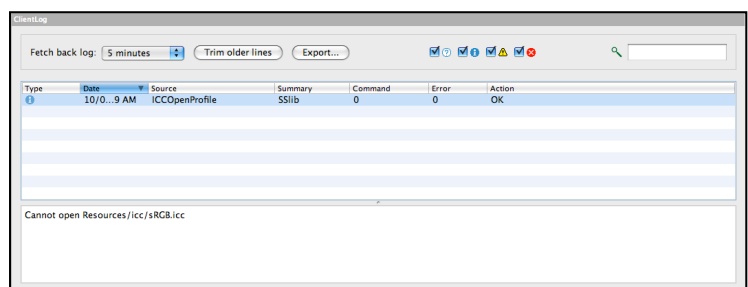 ClientLog
Fetch back log: 5 minutes Trim older lines Export...
Type Date Source Summary Command Error Action
10/0...9 AM ICCOpenProfile SSlib 0 0 OK
Cannot open Resources/icc/sRGB.icc